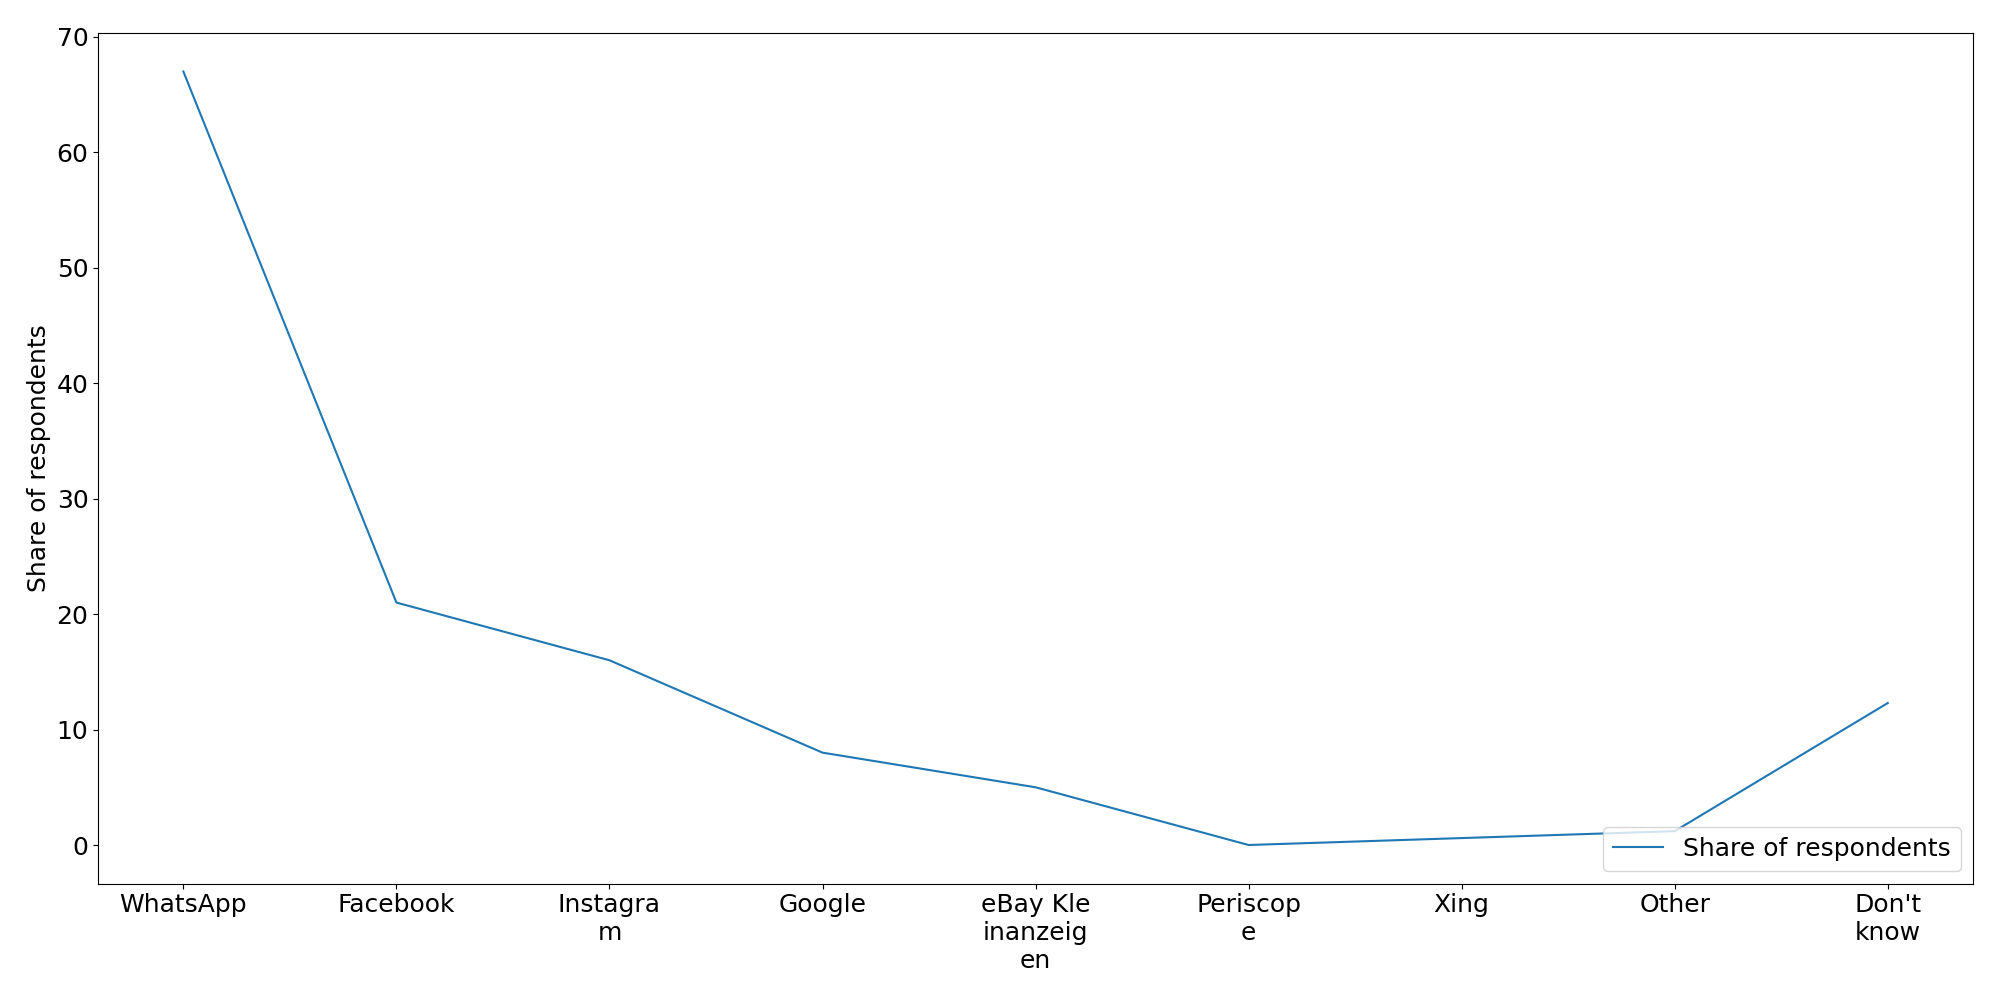 70
60
50
40
30
20
10
0
Share of respondents
WhatsApp
Facebook
Instagra
m
Google
eBay Kle
inanzeig
en
Periscop
e
Xing
Other
Don't
know
Share of respondents